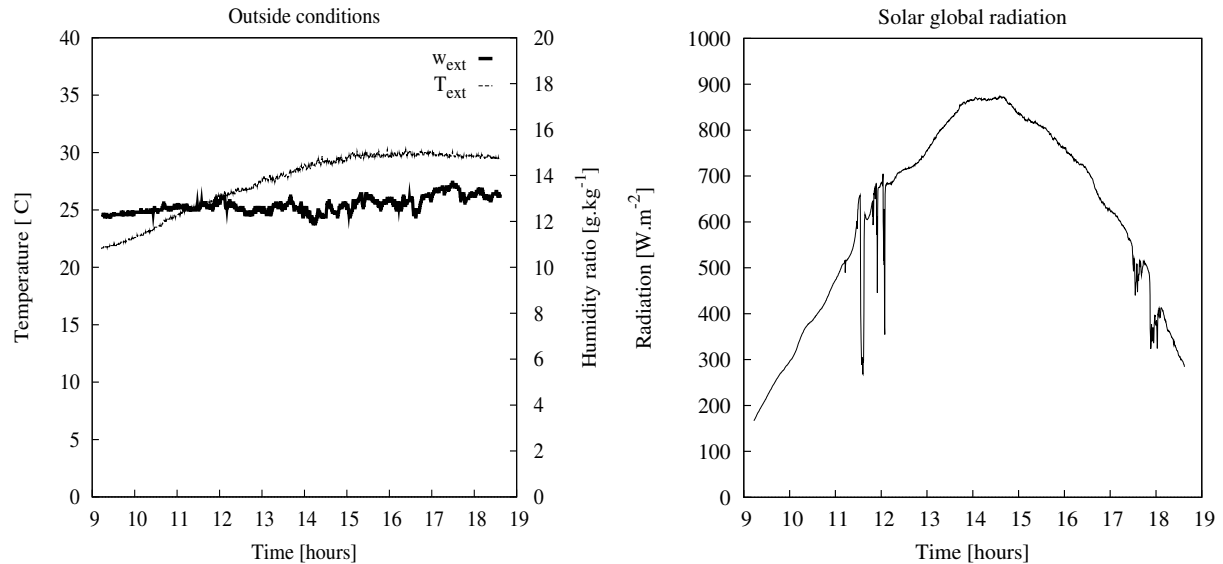 Outside conditions
40
35
30
25
20
15
10
5
0
Temperature [ C]
20
18
16
14
12
10
8
6
4
2
0
Humidity ratio [g.kg-1]
wext
Text
9 10 11 12 13 14 15 16 17 18 19
Time [hours]
Solar global radiation
1000
900
800
700
600
500
400
300
200
100
0
Radiation [W.m-2]
9 10 11 12 13 14 15 16 17 18 19
Time [hours]